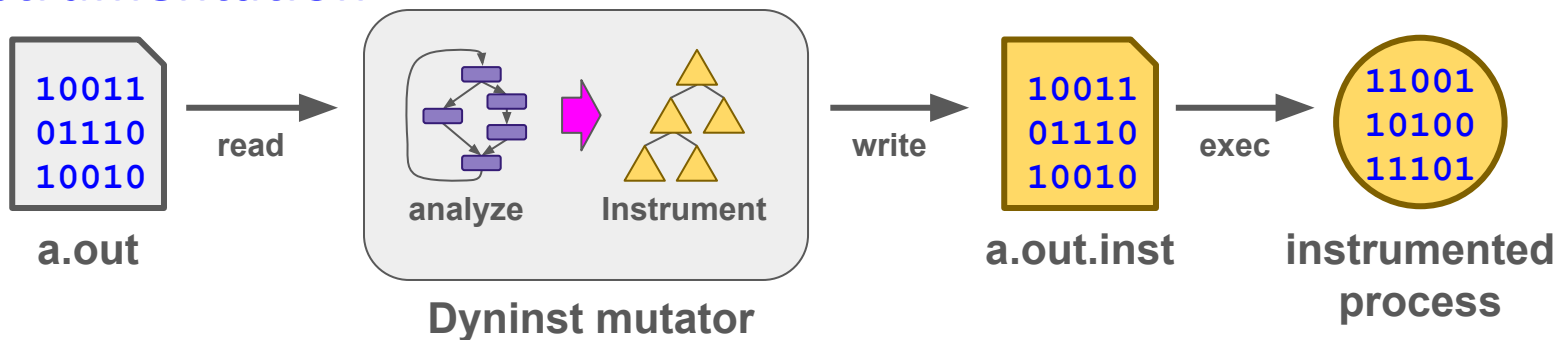 10011
01110
10010
a.out
read
analyze
Instrument
Dyninst mutator
write
10011
01110
10010
a.out.inst
exec
11001
10100
11101
instrumented
process